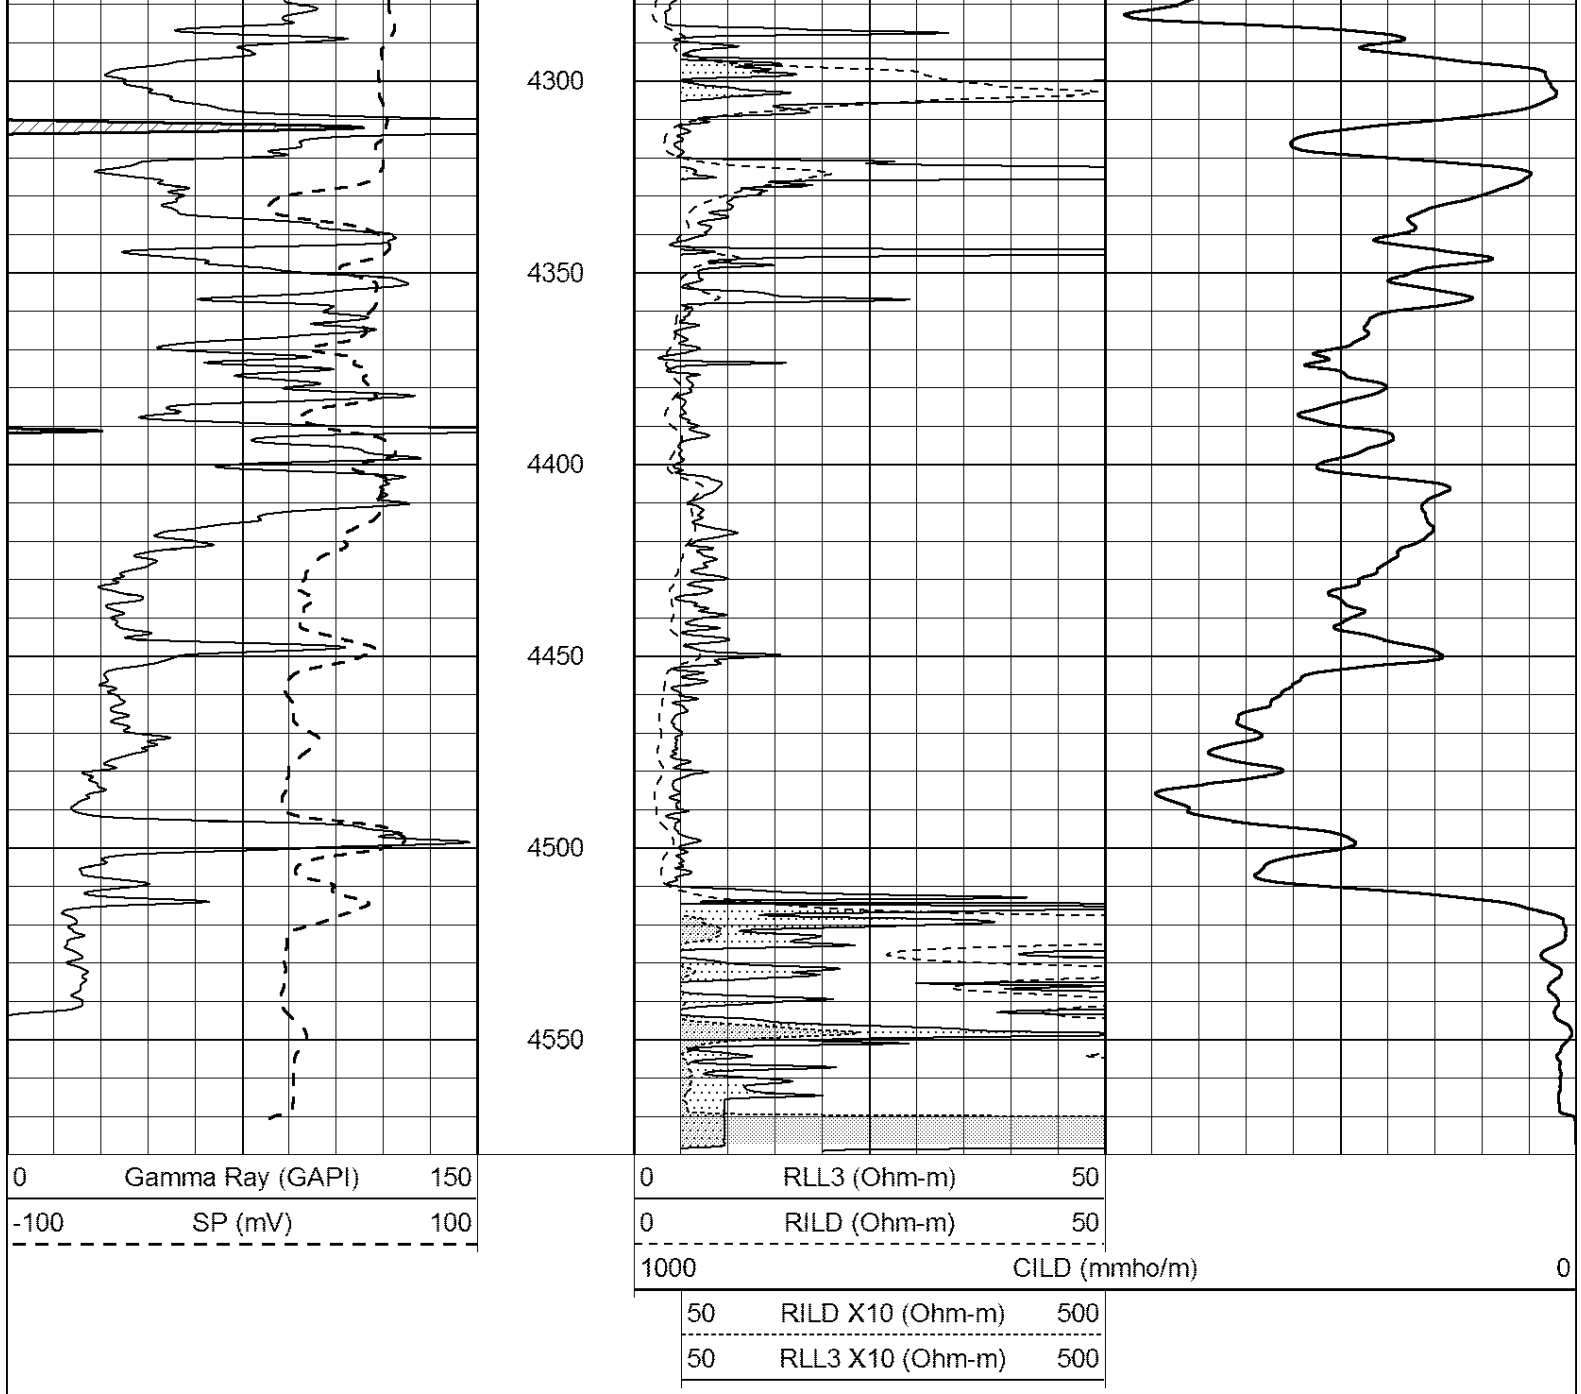 4300
4350
4400
4450
4500
4550
0 Gamma Ray (GAPI) 150
-100 SP (mV) 100
0 RLL3 (Ohm-m) 50
0 RILD (Ohm-m) 50
1000 CILD (mmho/m) 0
50 RILD X10 (Ohm-m) 500
50 RLL3 X10 (Ohm-m) 500